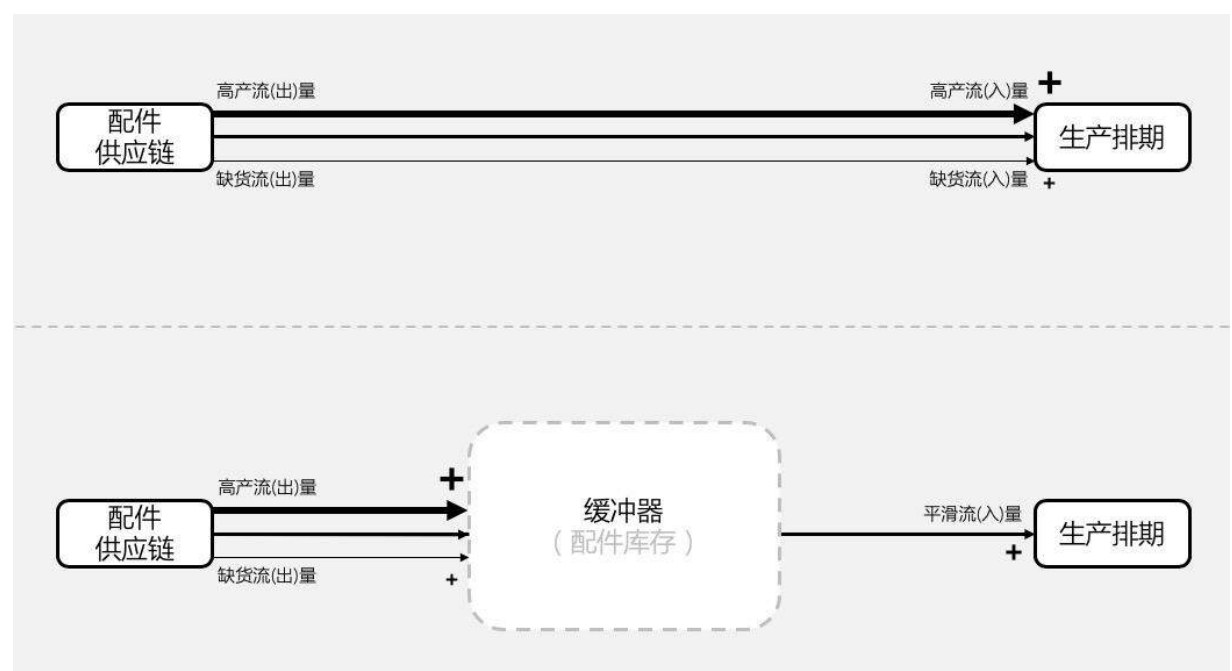 高产流(出)量
高产流(入)量
+
配件
供应链
生产排期
缺货流(出)量
缺货流(入)量
+
高产流(出)量
+
配件
供应链
缓冲器
(配件库存)
平滑流(入)量
生产排期
+
缺货流(出)量
+